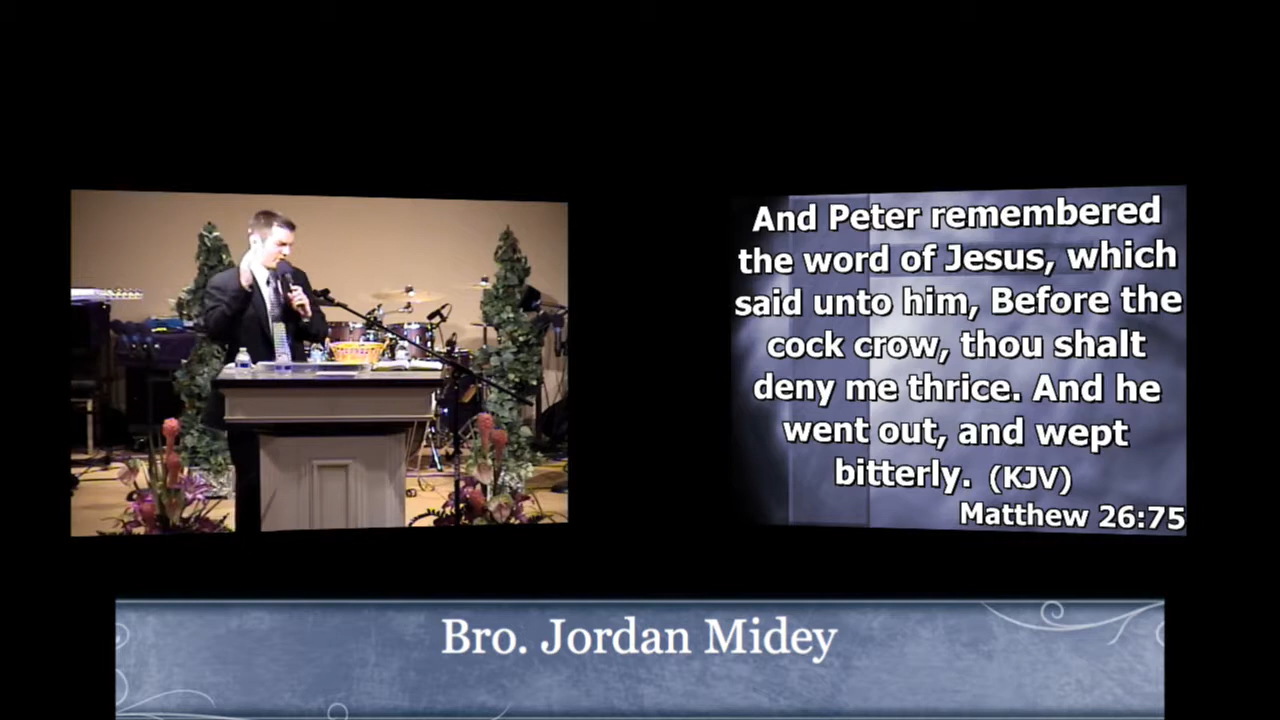 And Peter remembered
the word of Jesus, which
said unto him, Before the
cock crow, thou shalt
deny me thrice. And he
went out, and wept
bitterly. (KJV)
Matthew 26:75
Bro. Jordan Midey